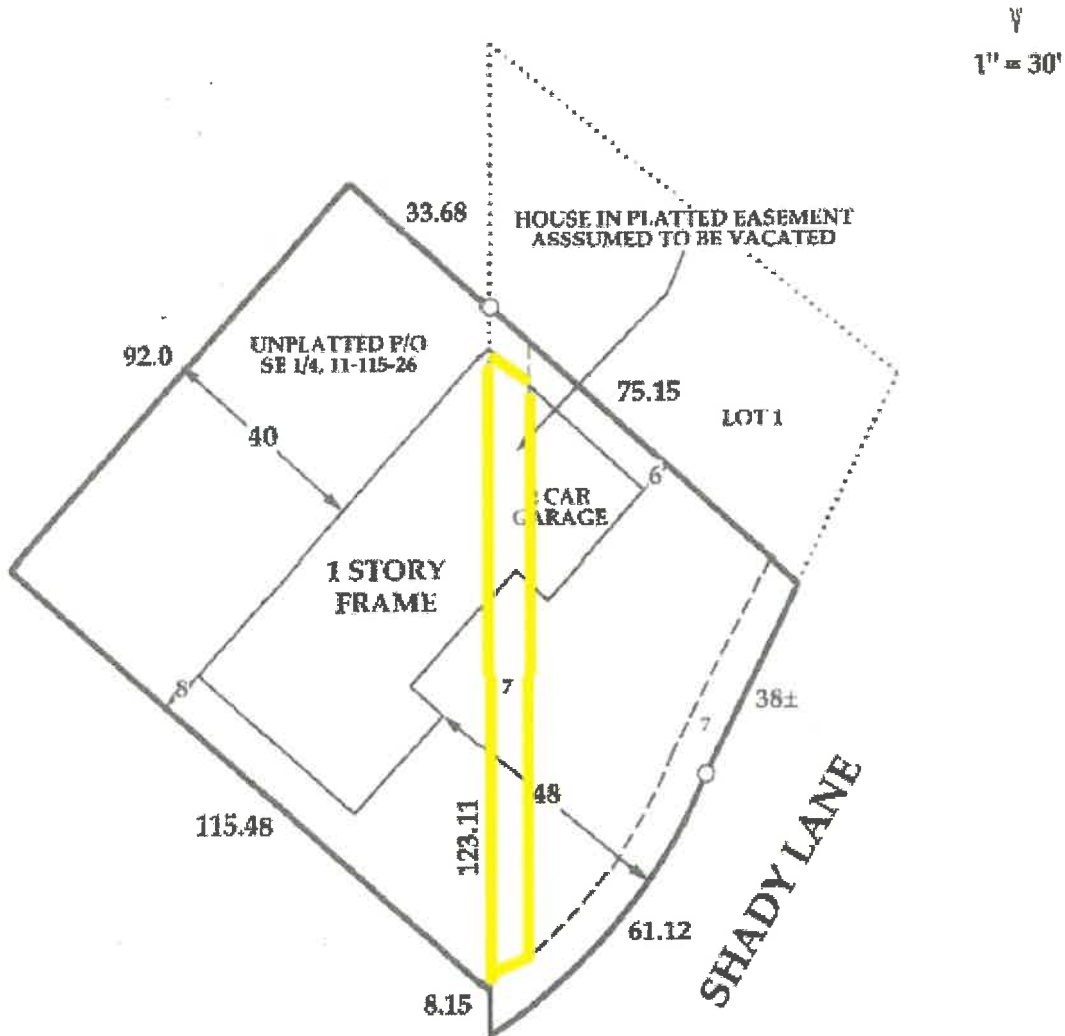 1" = 30'
33.68
HOUSE IN PLATTED EASEMENT
ASSSUMED TO BE VACATED
92.0
UNPLATTED P/O
SE 1/4, 11-115-26
75.15
LOT 1
40
6'
CAR
GARAGE
1 STORY
FRAME
8'
7
38±
7
48
115.48
123.11
61.12
SHADY LANE
8.15